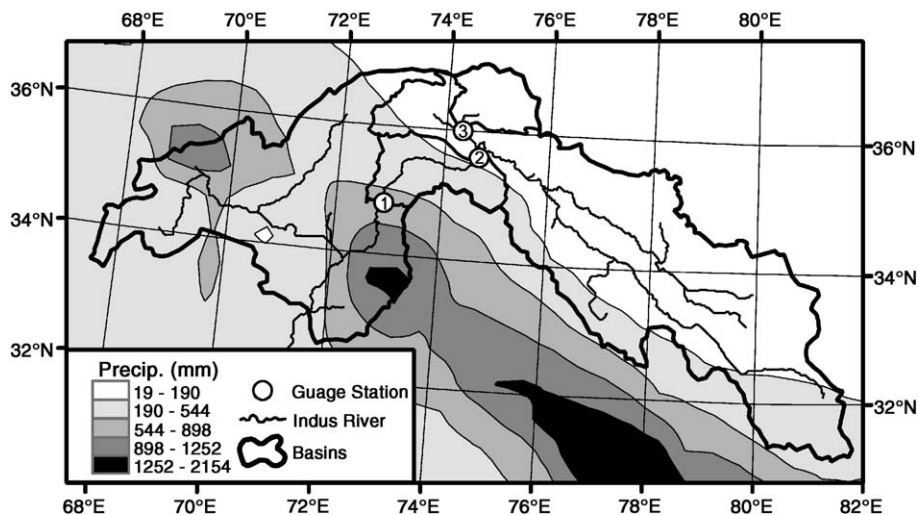 68°E 70°E 72°E 74°E 76°E 78°E 80°E
36°N
34°N
32°N
36°N
34°N
32°N
3
2
1
Precip. (mm)
19 - 190
190 - 544
544 - 898
898 - 1252
1252 - 2154
Guage Station
Indus River
Basins
68°E 70°E 72°E 74°E 76°E 78°E 80°E 82°E